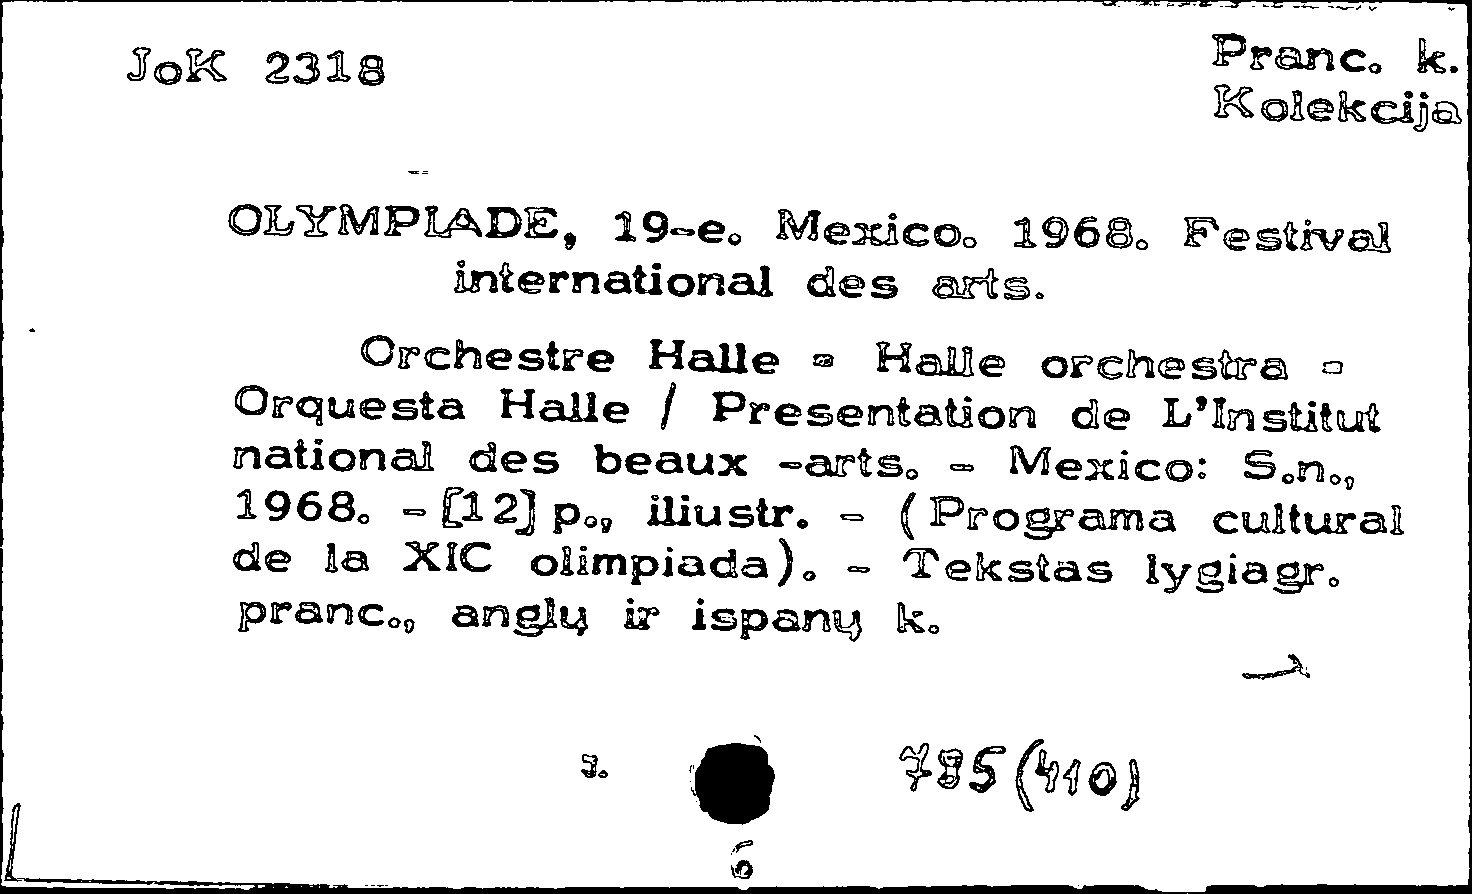 JoK 2318
Pranc. k.
Kolekcija
OLYMPIADE, 19-e. Mexico. 1968. Festival
international des arts.
Orchestre Halle = Halle orchestra =
Orquesta Halle / Presentation de L'Institut
national des beaux -arts. - Mexico: S.n.,
1968. - [12] p., iliustr. - (Programa cultural
de la XIC olimpiada). - Tekstas lygiagr.
pranc., anglų ir ispanų k.
785(410)
6